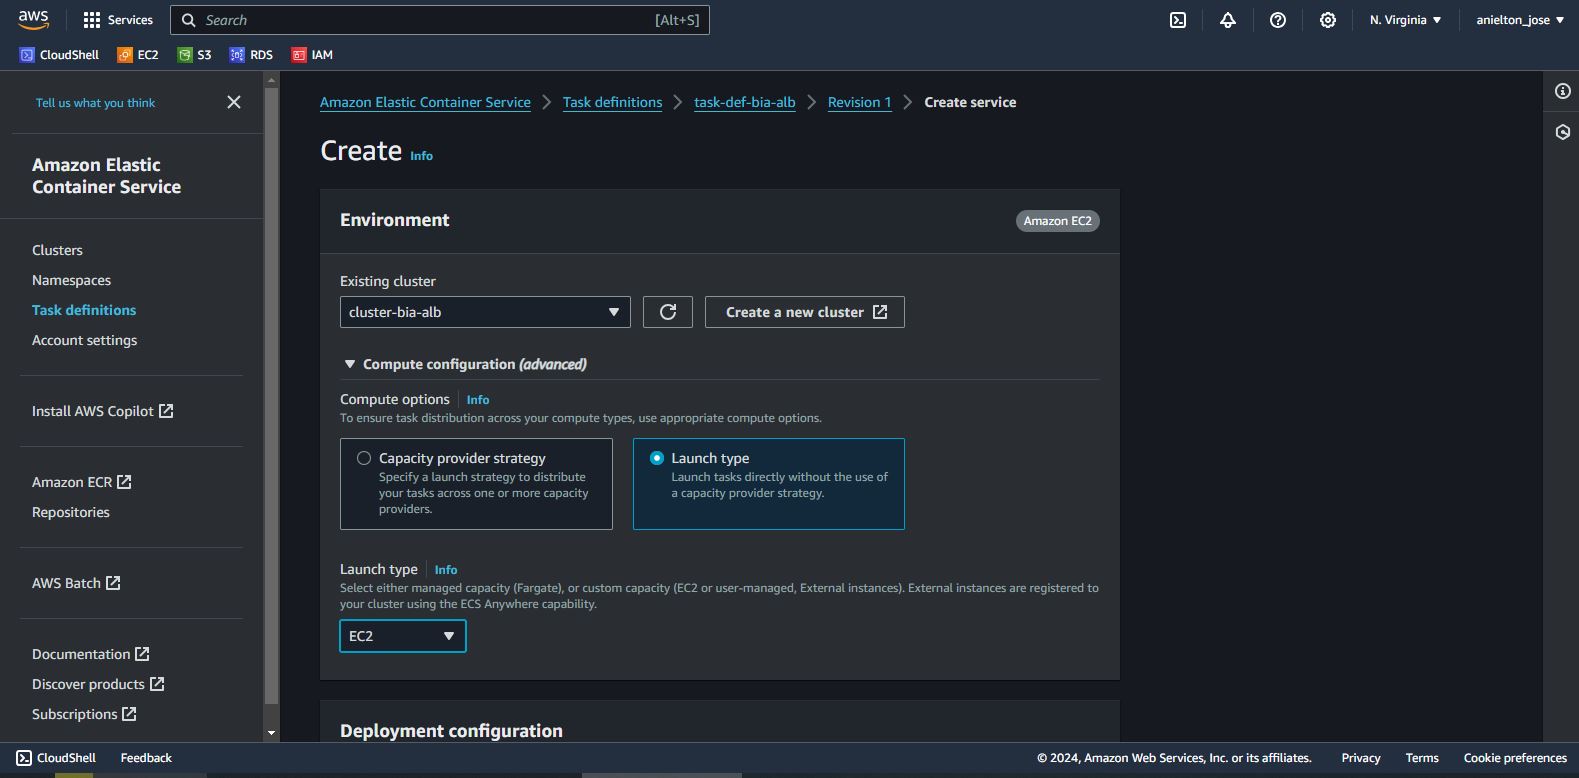 aws
Services
Search
[Alt+S]
N. Virginia
anielton_jose
CloudShell
EC2
S3
RDS
IAM
Tell us what you think
Amazon Elastic
Container Service
Clusters
Namespaces
Task definitions
Account settings
Install AWS Copilot
Amazon ECR
Repositories
AWS Batch
Documentation
Discover products
Subscriptions
Amazon Elastic Container Service > Task definitions > task-def-bia-alb > Revision 1 > Create service
Create Info
Environment
Amazon EC2
Existing cluster
cluster-bia-alb
Create a new cluster
Compute configuration (advanced)
Compute options Info
To ensure task distribution across your compute types, use appropriate compute options.
Capacity provider strategy
Specify a launch strategy to distribute
your tasks across one or more capacity
providers.
Launch type
Launch tasks directly without the use of
a capacity provider strategy.
Launch type Info
Select either managed capacity (Fargate), or custom capacity (EC2 or user-managed, External instances). External instances are registered to
your cluster using the ECS Anywhere capability.
EC2
Deployment configuration
CloudShell
Feedback
© 2024, Amazon Web Services, Inc. or its affiliates.
Privacy
Terms
Cookie preferences